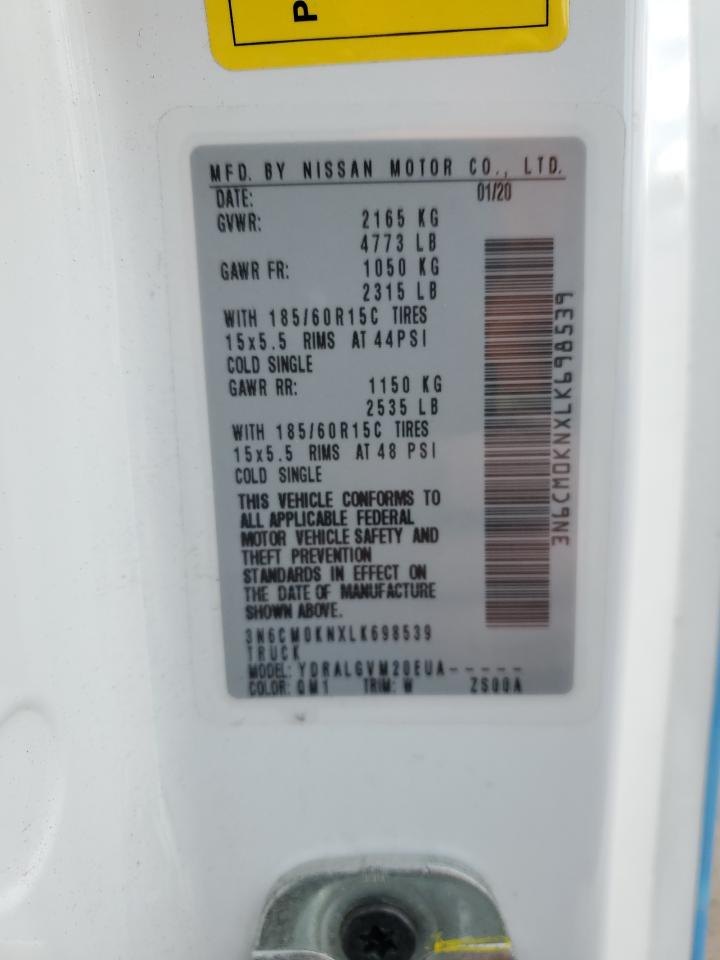 P
MFD. BY NISSAN MOTOR CO., LTD.
DATE: 01/20
GVWR: 2165 KG
4773 LB
GAWR FR: 1050 KG
2315 LB
WITH 185/60R15C TIRES
15x5.5 RIMS AT 44PSI
COLD SINGLE
GAWR RR: 1150 KG
2535 LB
WITH 185/60R15C TIRES
15x5.5 RIMS AT 48 PSI
COLD SINGLE
THIS VEHICLE CONFORMS TO
ALL APPLICABLE FEDERAL
MOTOR VEHICLE SAFETY AND
THEFT PREVENTION
STANDARDS IN EFFECT ON
THE DATE OF MANUFACTURE
SHOWN ABOVE.
3N6CM0KNXLK698539
TRUCK
MODEL: YDRALGVM20EUA-----
COLOR: QM1 TRIM: W ZS00A
3N6CM0KNXLK698539